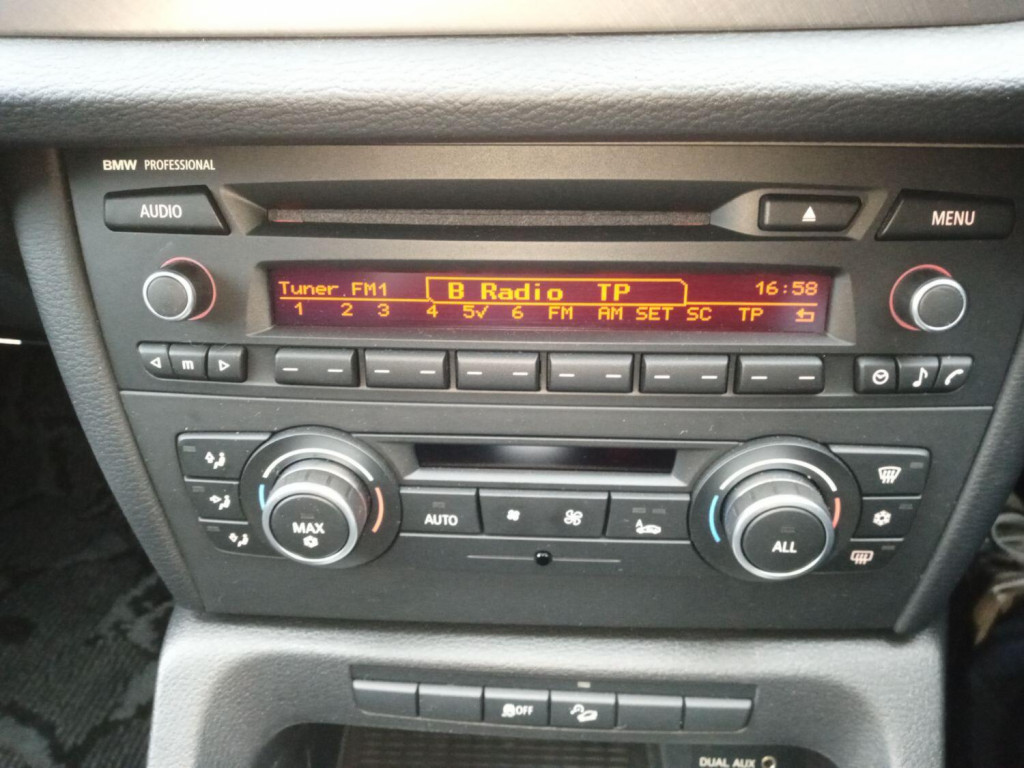 BMW PROFESSIONAL
AUDIO
MENU
Tuner FM1 B Radio TP 16:58
1 2 3 4 5✓ 6 FM AM SET SC TP
m
AUTO
A
MAX
ALL
OFF
DUAL AUX